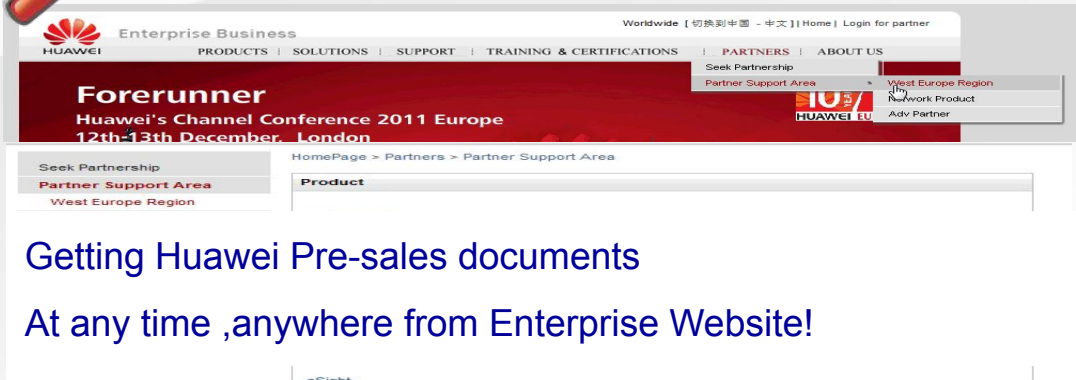 Worldwide [ 切换到中国 - 中文 ] | Home | Login for partner
Enterprise Business
HUAWEI
PRODUCTS | SOLUTIONS | SUPPORT | TRAINING & CERTIFICATIONS | PARTNERS | ABOUT US
Seek Partnership
Partner Support Area
West Europe Region
Network Product
Adv Partner
Forerunner
Huawei's Channel Conference 2011 Europe
12th-13th December, London
HUAWEI EU
HomePage > Partners > Partner Support Area
Seek Partnership
Partner Support Area
West Europe Region
Product
Getting Huawei Pre-sales documents
At any time ,anywhere from Enterprise Website!
eSight